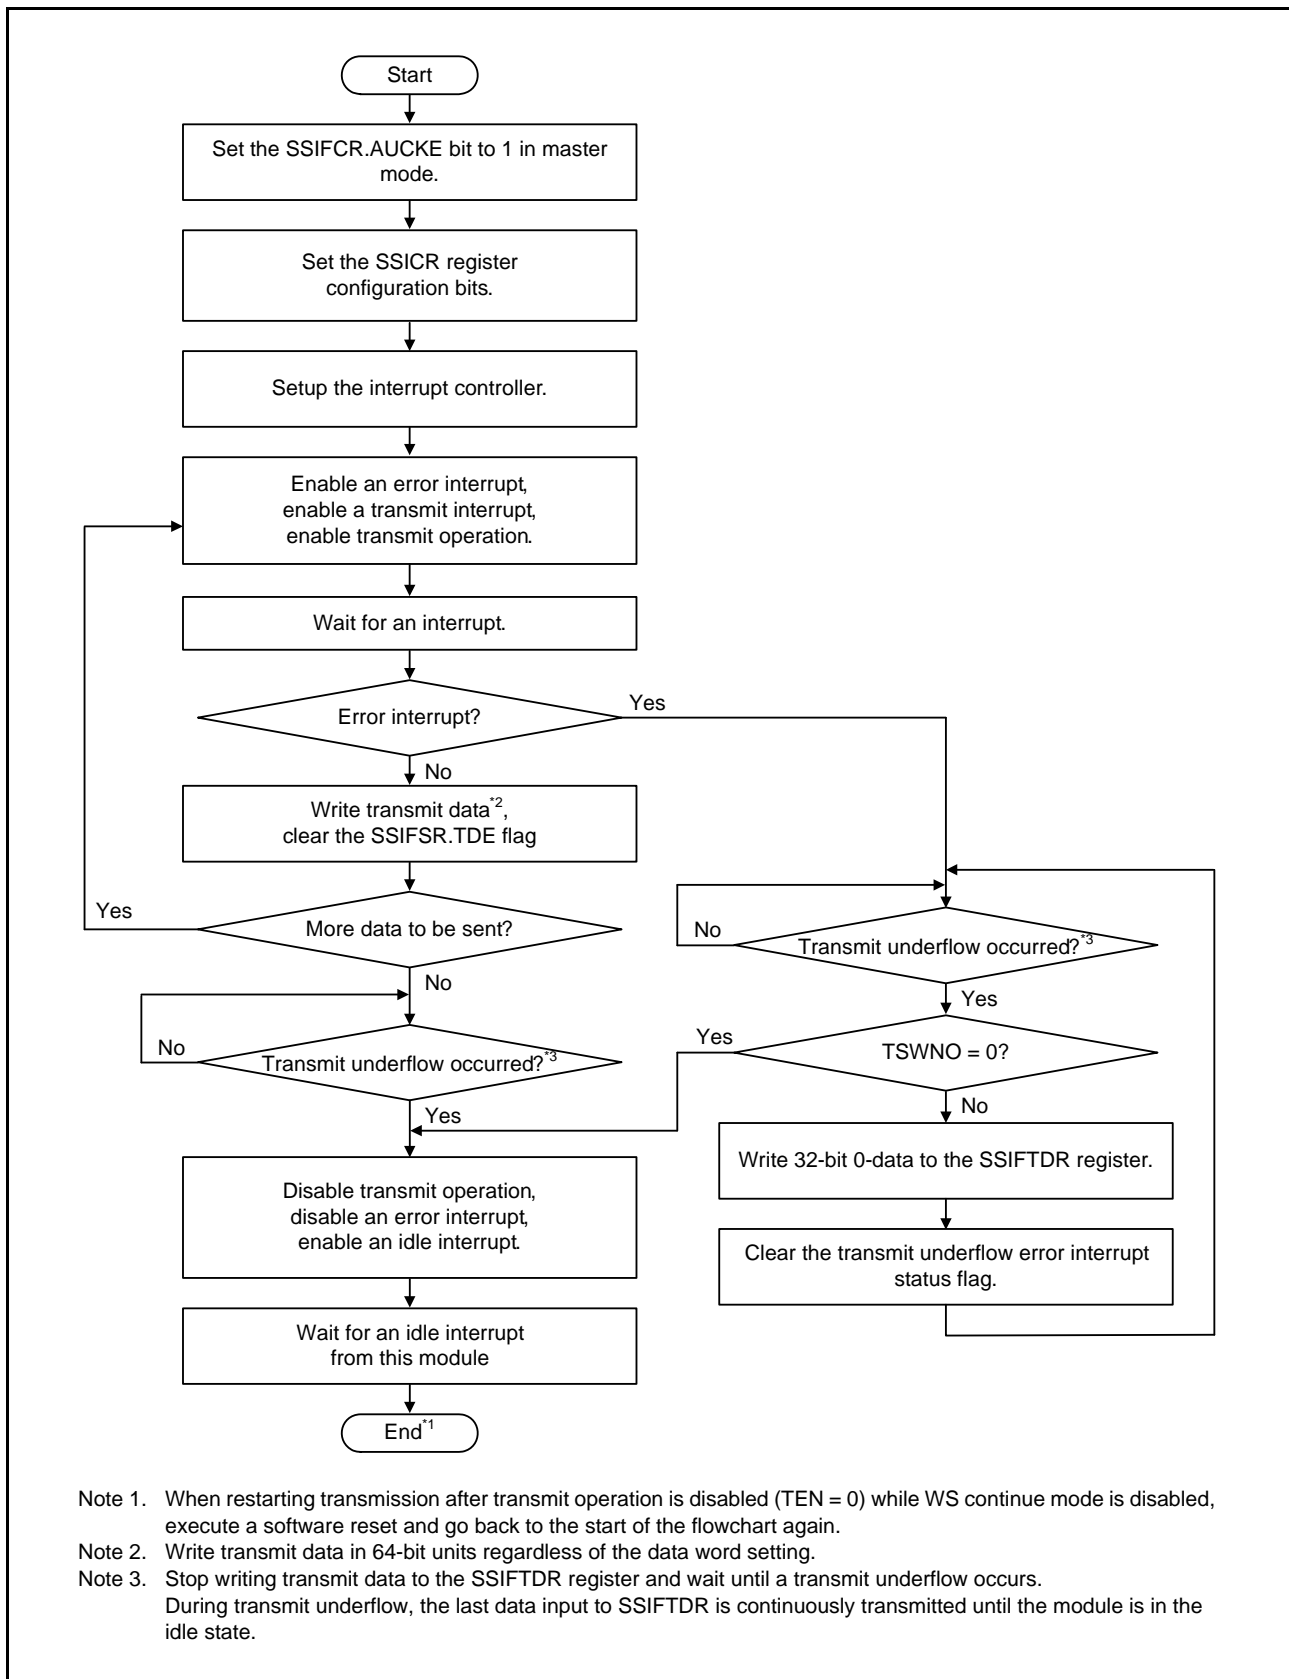 Start
Set the SSIFCR.AUCKE bit to 1 in master
mode.
Set the SSICR register
configuration bits.
Setup the interrupt controller.
Enable an error interrupt,
enable a transmit interrupt,
enable transmit operation.
Wait for an interrupt.
Error interrupt?
Yes
No
Write transmit data*2,
clear the SSIFSR.TDE flag
Yes
More data to be sent?
No
No
Transmit underflow occurred?*3
Yes
No
Transmit underflow occurred?*3
Yes
Yes
TSWNO = 0?
No
Write 32-bit 0-data to the SSIFTDR register.
Clear the transmit underflow error interrupt
status flag.
Disable transmit operation,
disable an error interrupt,
enable an idle interrupt.
Wait for an idle interrupt
from this module
End*1
Note 1. When restarting transmission after transmit operation is disabled (TEN = 0) while WS continue mode is disabled,
execute a software reset and go back to the start of the flowchart again.
Note 2. Write transmit data in 64-bit units regardless of the data word setting.
Note 3. Stop writing transmit data to the SSIFTDR register and wait until a transmit underflow occurs.
During transmit underflow, the last data input to SSIFTDR is continuously transmitted until the module is in the
idle state.